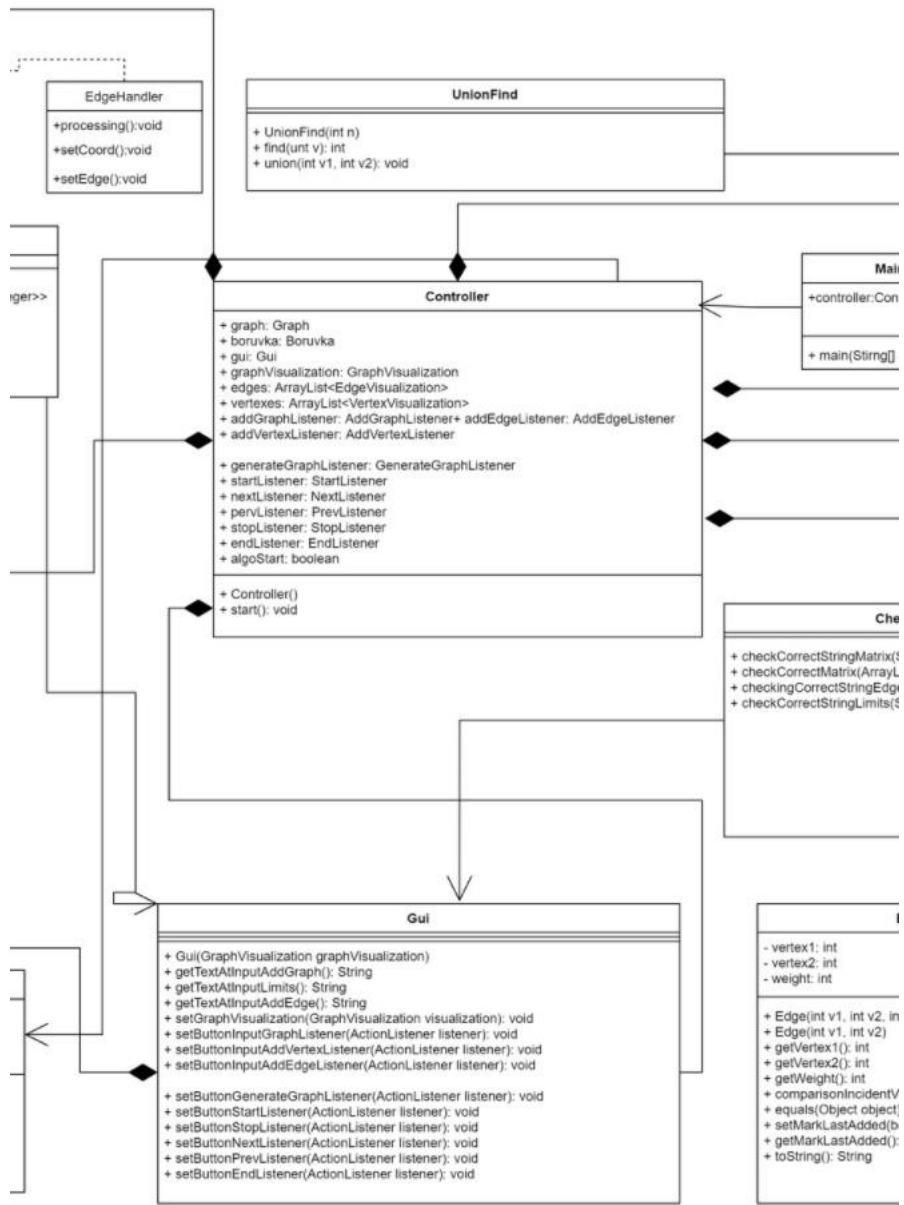 EdgeHandler
+processing():void
+setCoord():void
+setEdge():void
UnionFind
+ UnionFind(int n)
+ find(unt v): int
+ union(int v1, int v2): void
ger>>
Controller
+ graph: Graph
+ boruvka: Boruvka
+ gui: Gui
+ graphVisualization: GraphVisualization
+ edges: ArrayList<EdgeVisualization>
+ vertexes: ArrayList<VertexVisualization>
+ addGraphListener: AddGraphListener+ addEdgeListener: AddEdgeListener
+ addVertexListener: AddVertexListener
+ generateGraphListener: GenerateGraphListener
+ startListener: StartListener
+ nextListener: NextListener
+ pervListener: PrevListener
+ stopListener: StopListener
+ endListener: EndListener
+ algoStart: boolean
+ Controller()
+ start(): void
Mai
+controller:Con
+ main(Stirng[]
Che
+ checkCorrectStringMatrix(S
+ checkCorrectMatrix(ArrayL
+ checkingCorrectStringEdge
+ checkCorrectStringLimits(S
Gui
+ Gui(GraphVisualization graphVisualization)
+ getTextAtInputAddGraph(): String
+ getTextAtInputLimits(): String
+ getTextAtInputAddEdge(): String
+ setGraphVisualization(GraphVisualization visualization): void
+ setButtonInputGraphListener(ActionListener listener): void
+ setButtonInputAddVertexListener(ActionListener listener): void
+ setButtonInputAddEdgeListener(ActionListener listener): void
+ setButtonGenerateGraphListener(ActionListener listener): void
+ setButtonStartListener(ActionListener listener): void
+ setButtonStopListener(ActionListener listener): void
+ setButtonNextListener(ActionListener listener): void
+ setButtonPrevListener(ActionListener listener): void
+ setButtonEndListener(ActionListener listener): void
- vertex1: int
- vertex2: int
- weight: int
+ Edge(int v1, int v2, in
+ Edge(int v1, int v2)
+ getVertex1(): int
+ getVertex2(): int
+ getWeight(): int
+ comparisonIncidentV
+ equals(Object object)
+ setMarkLastAdded(b
+ getMarkLastAdded():
+ toString(): String